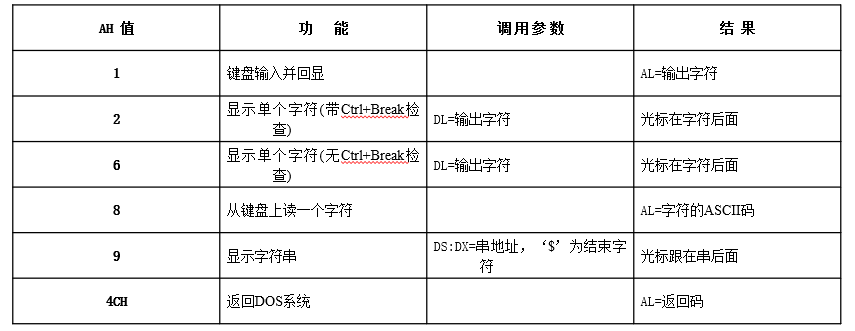 AH 值 功 能 调用参数 结 果
1 键盘输入并回显 AL=输出字符
2 显示单个字符(带Ctrl+Break检 DL=输出字符 光标在字符后面
查)
6 显示单个字符(无Ctrl+Break检 DL=输出字符 光标在字符后面
查)
8 从键盘上读一个字符 AL=字符的ASCII码
9 显示字符串 DS:DX=串地址，‘$’为结束字 光标跟在串后面
符
4CH 返回DOS系统 AL=返回码